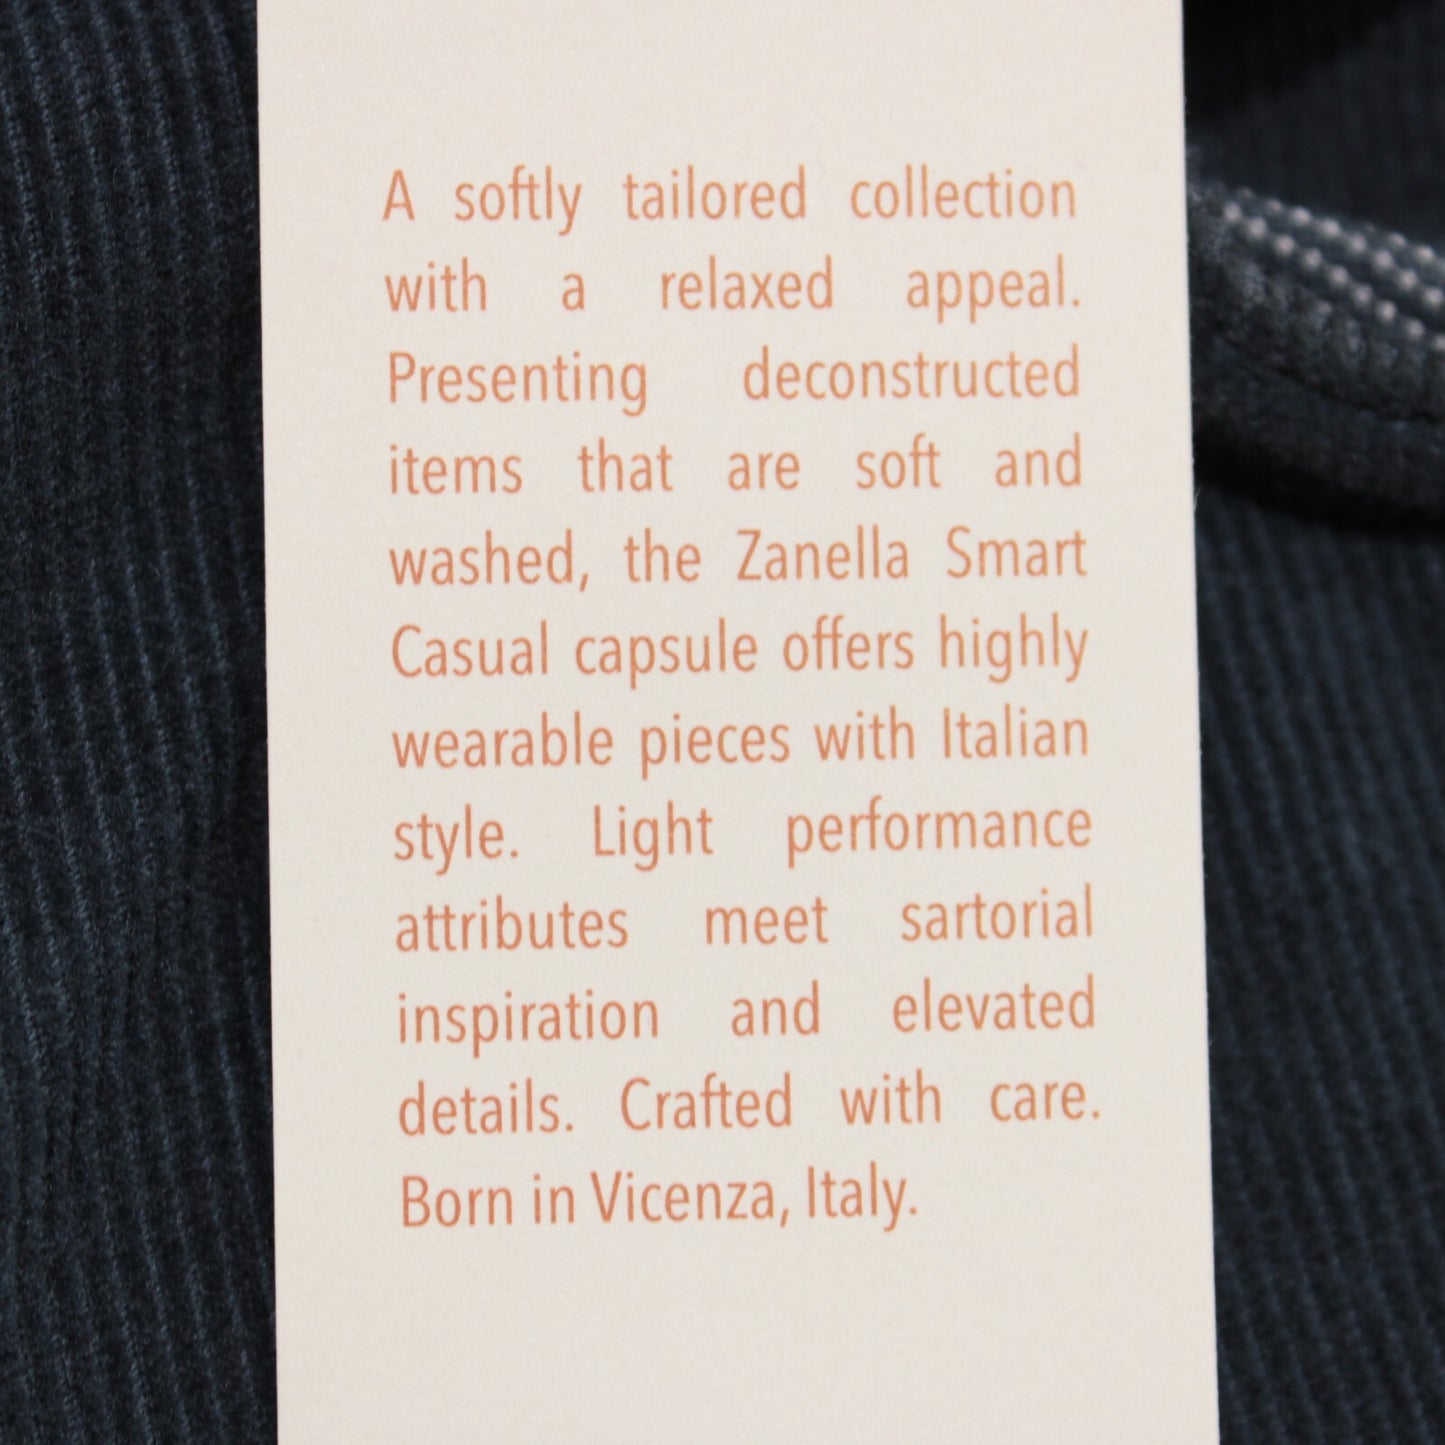 A softly tailored collection
with a relaxed appeal.
Presenting deconstructed
items that are soft and
washed, the Zanella Smart
Casual capsule offers highly
wearable pieces with Italian
style. Light performance
attributes meet sartorial
inspiration and elevated
details. Crafted with care.
Born in Vicenza, Italy.